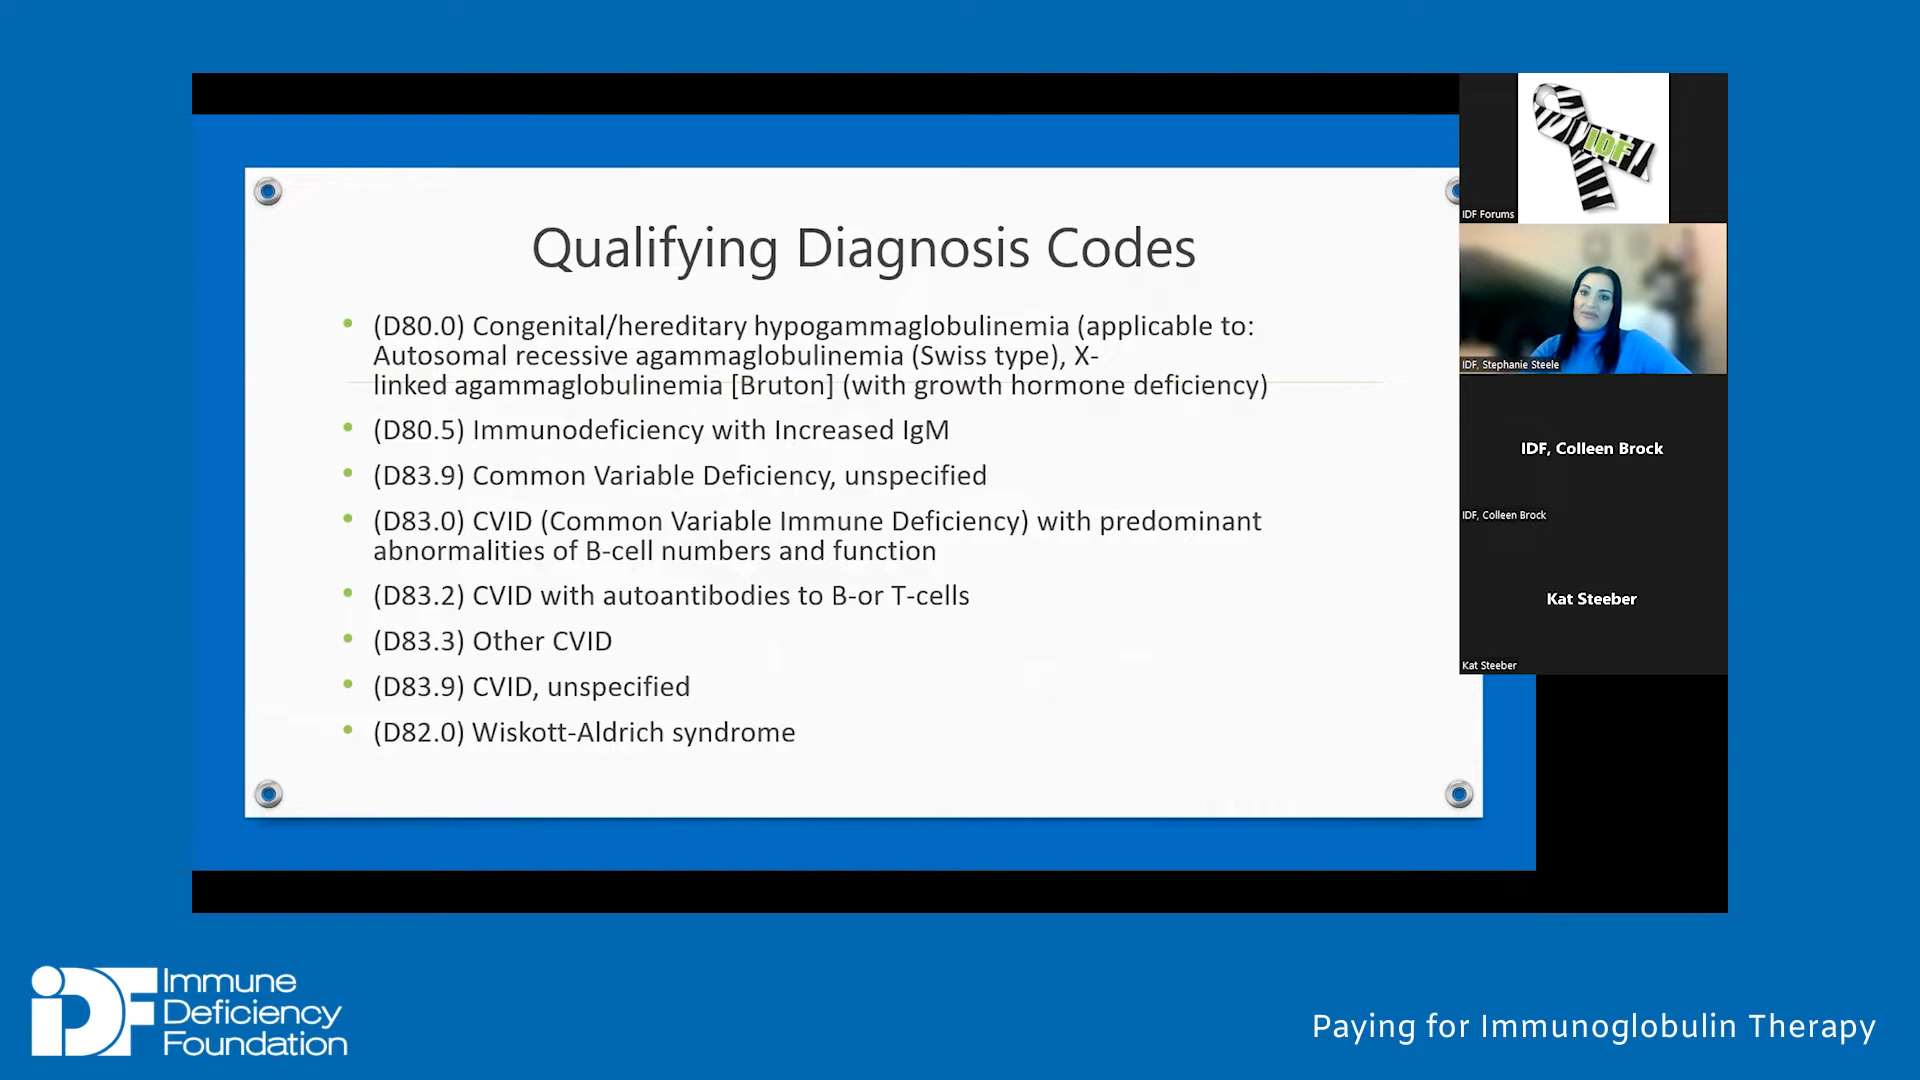 Qualifying Diagnosis Codes
• (D80.0) Congenital/hereditary hypogammaglobulinemia (applicable to:
Autosomal recessive agammaglobulinemia (Swiss type), X-
linked agammaglobulinemia [Bruton] (with growth hormone deficiency)
• (D80.5) Immunodeficiency with Increased IgM
• (D83.9) Common Variable Deficiency, unspecified
• (D83.0) CVID (Common Variable Immune Deficiency) with predominant
abnormalities of B-cell numbers and function
• (D83.2) CVID with autoantibodies to B-or T-cells
• (D83.3) Other CVID
• (D83.9) CVID, unspecified
• (D82.0) Wiskott-Aldrich syndrome
IDF
IDF Forums
IDF, Stephanie Steele
IDF, Colleen Brock
IDF, Colleen Brock
Kat Steeber
Kat Steeber
iDF
Immune
Deficiency
Foundation
Paying for Immunoglobulin Therapy